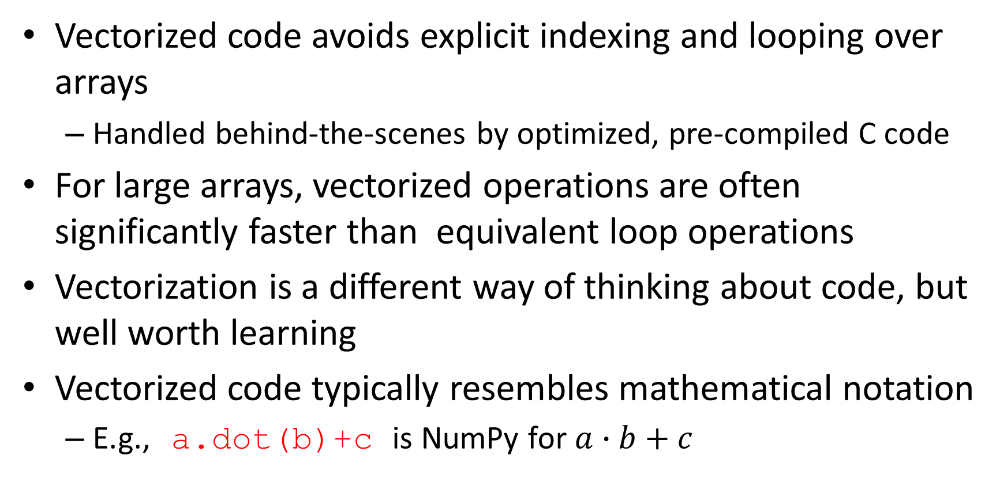 • Vectorized code avoids explicit indexing and looping over
arrays
– Handled behind-the-scenes by optimized, pre-compiled C code
• For large arrays, vectorized operations are often
significantly faster than  equivalent loop operations
• Vectorization is a different way of thinking about code, but
well worth learning
• Vectorized code typically resembles mathematical notation
– E.g., a.dot(b)+c is NumPy for a · b + c